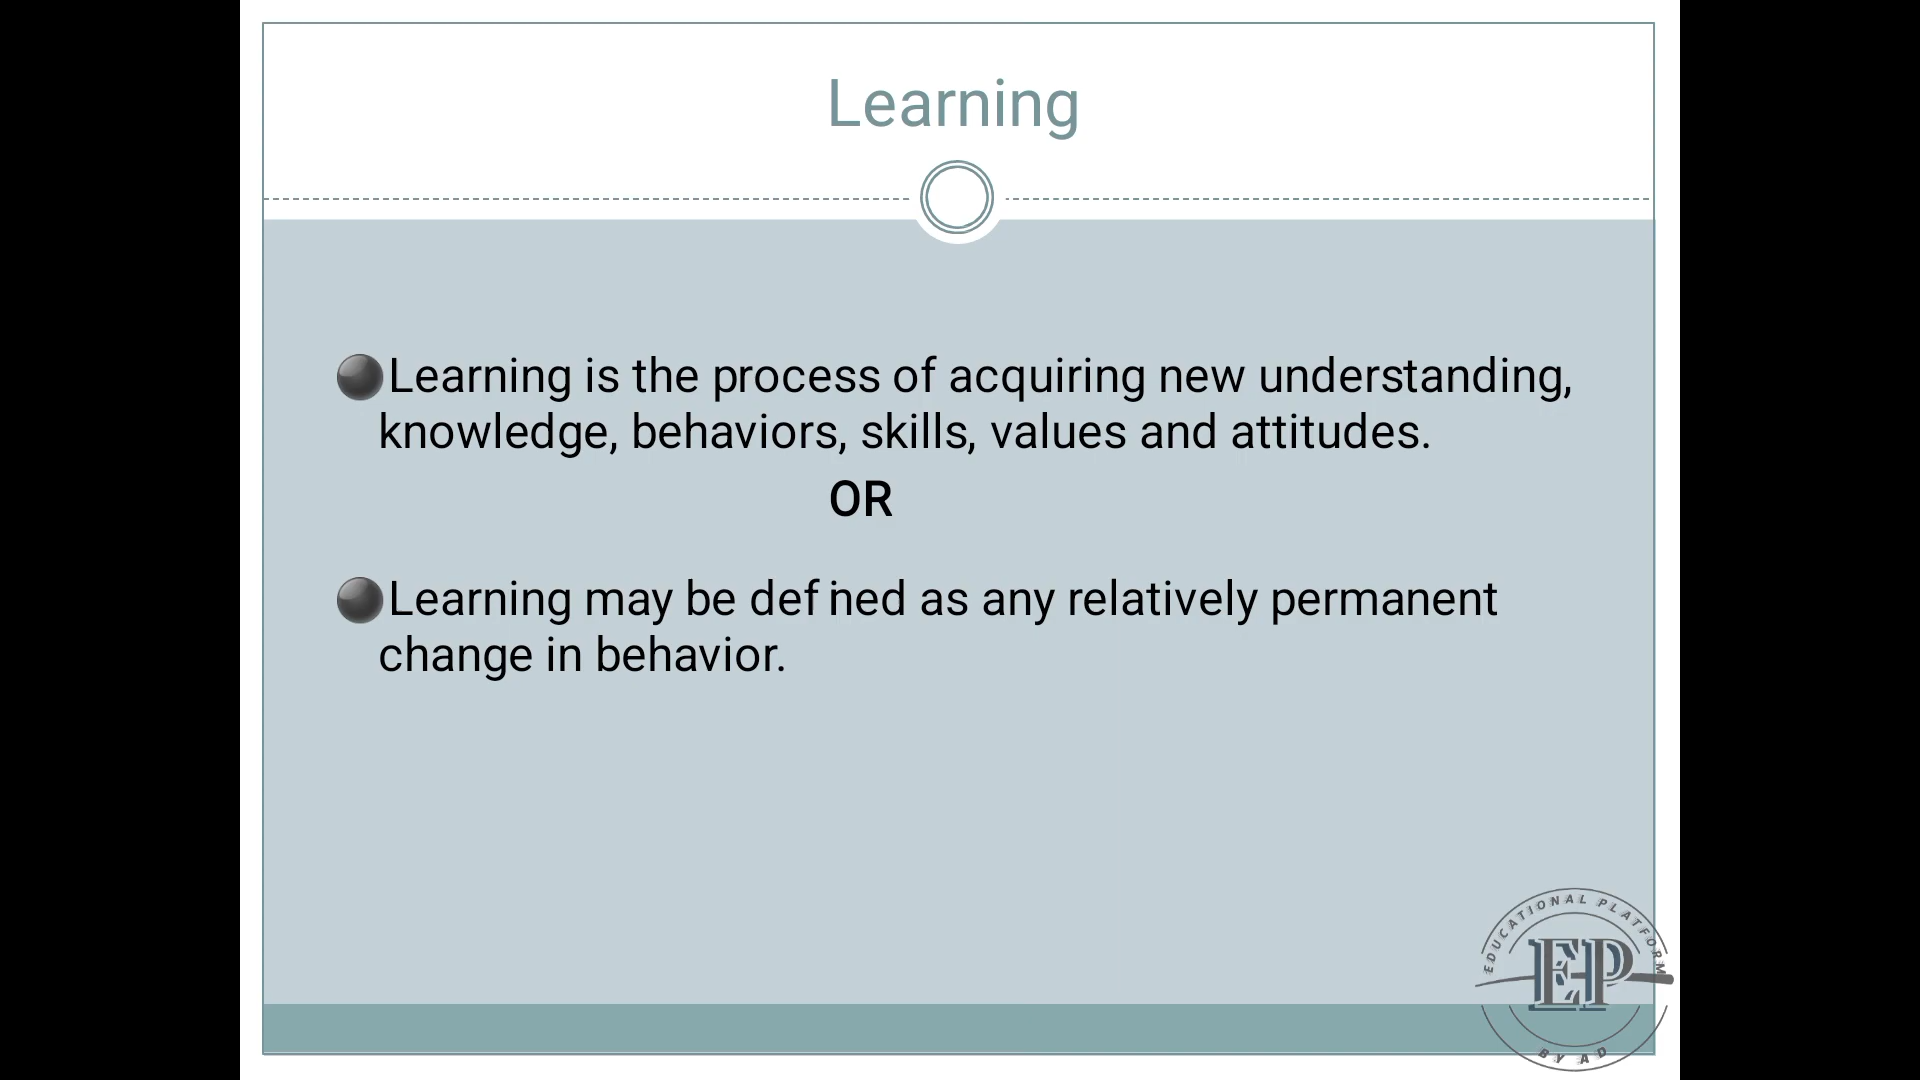 Learning
Learning is the process of acquiring new understanding,
knowledge, behaviors, skills, values and attitudes.
OR
Learning may be defined as any relatively permanent
change in behavior.
EDUCATIONAL PLATFORM
EP
BY AD